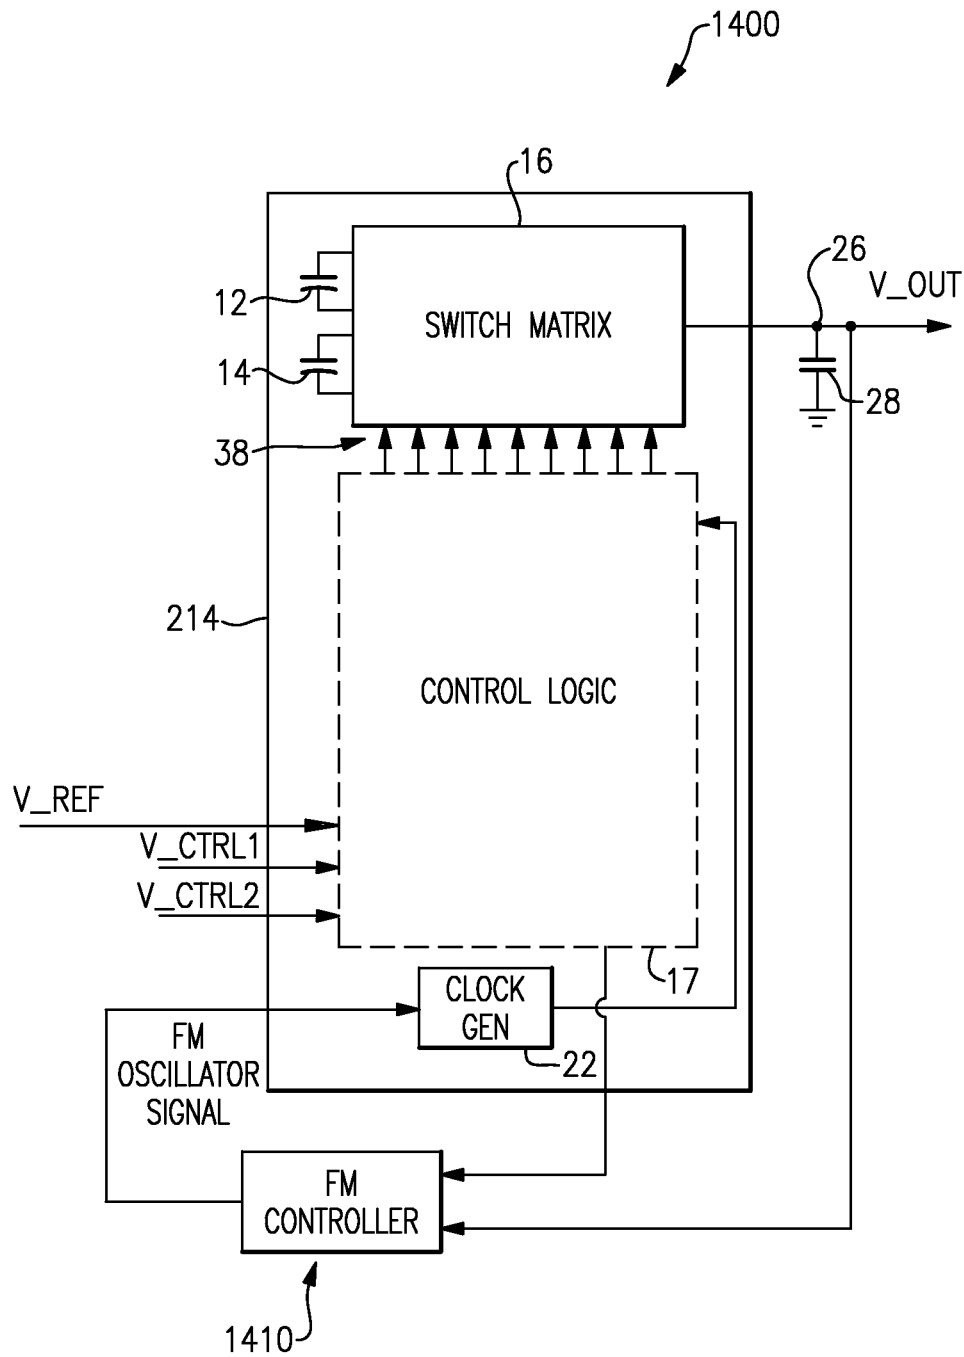 1400
16
26
V_OUT
12
SWITCH MATRIX
14
28
38
214
CONTROL LOGIC
V_REF
V_CTRL1
V_CTRL2
17
CLOCK
GEN
22
FM
OSCILLATOR
SIGNAL
FM
CONTROLLER
1410